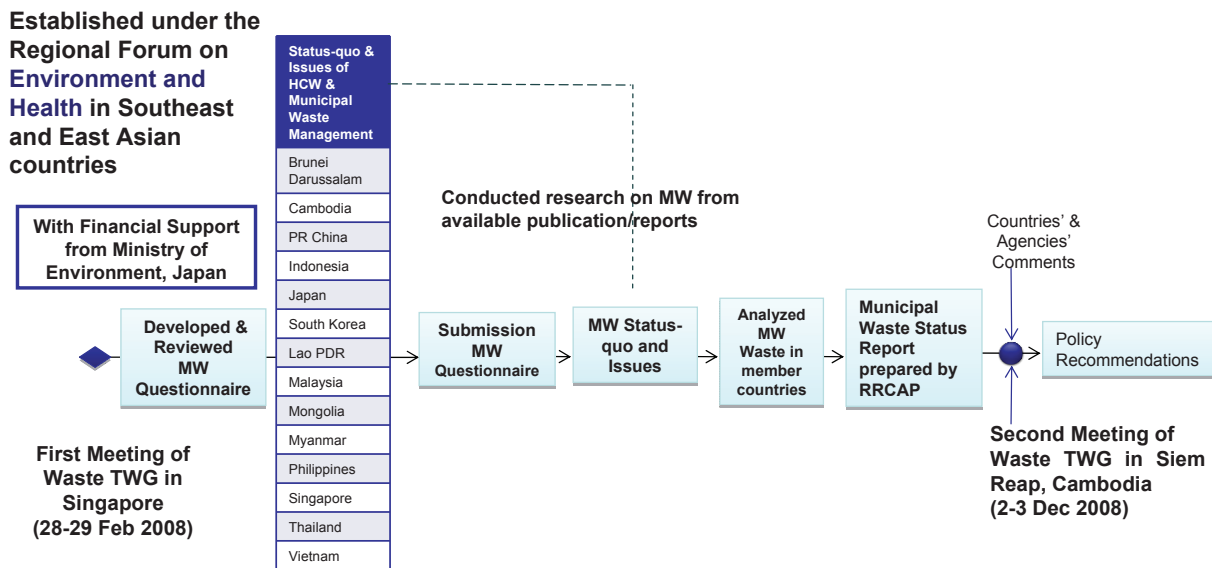 Established under the
Regional Forum on
Environment and
Health in Southeast
and East Asian
countries
With Financial Support
from Ministry of
Environment, Japan
Developed &
Reviewed
MW
Questionnaire
First Meeting of
Waste TWG in
Singapore
(28-29 Feb 2008)
Status-quo &
Issues of
HCW &
Municipal
Waste
Management
Brunei
Darussalam
Cambodia
PR China
Indonesia
Japan
South Korea
Lao PDR
Malaysia
Mongolia
Myanmar
Philippines
Singapore
Thailand
Vietnam
Conducted research on MW from
available publication/reports
Submission
MW
Questionnaire
MW Status-
quo and
Issues
Analyzed
MW
Waste in
member
countries
Municipal
Waste Status
Report
prepared by
RRCAP
Countries' &
Agencies'
Comments
Policy
Recommendations
Second Meeting of
Waste TWG in Siem
Reap, Cambodia
(2-3 Dec 2008)